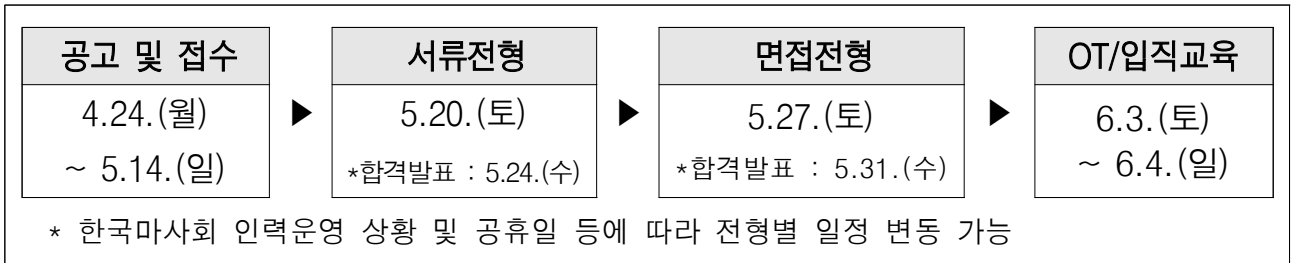 공고 및 접수
4.24.(월)
~ 5.14.(일)
▶
서류전형
5.20.(토)
*합격발표 : 5.24.(수)
▶
면접전형
5.27.(토)
*합격발표 : 5.31.(수)
▶
OT/입직교육
6.3.(토)
~ 6.4.(일)
* 한국마사회 인력운영 상황 및 공휴일 등에 따라 전형별 일정 변동 가능